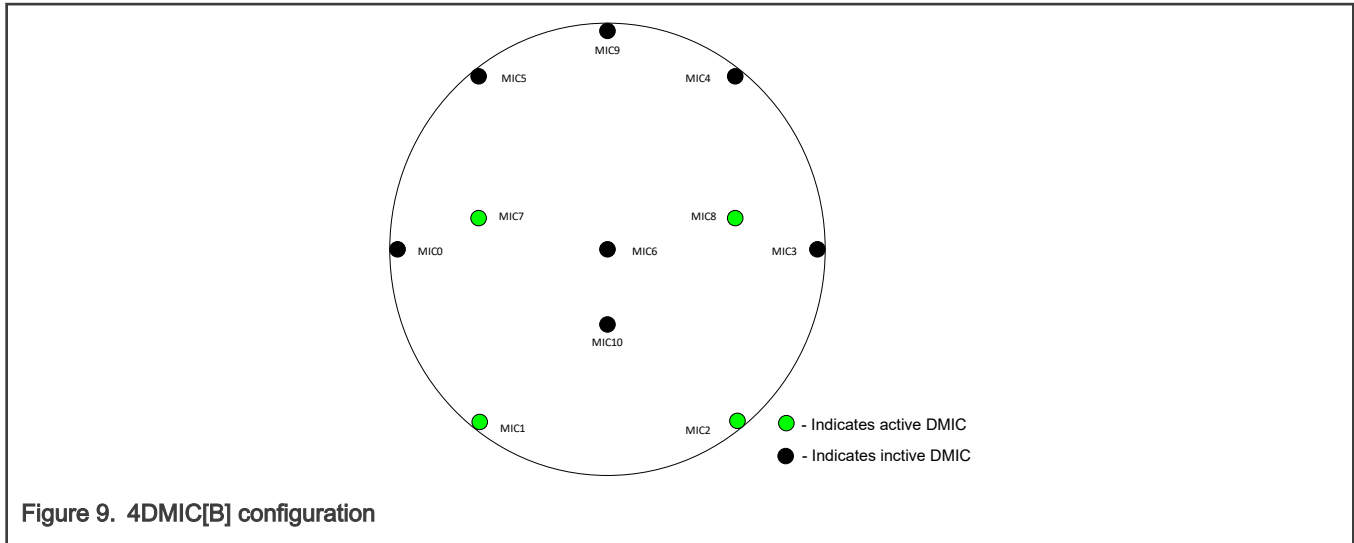 MIC9
MIC5
MIC4
MIC7
MIC8
MIC0
MIC6
MIC3
MIC10
MIC1
MIC2
- Indicates active DMIC
- Indicates inctive DMIC
Figure 9. 4DMIC[B] configuration